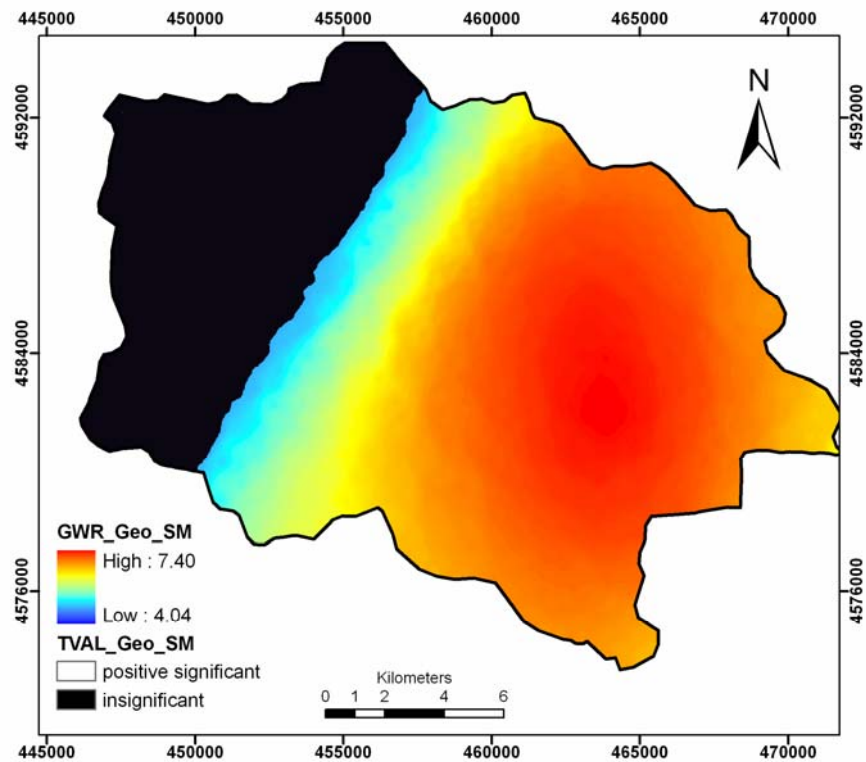 445000 450000 455000 460000 465000 470000
N
4592000 4592000
4584000 4584000
GWR_Geo_SM
High : 7.40
Low : 4.04
4576000 4576000
TVAL_Geo_SM
positive significant
insignificant
Kilometers
0 1 2 4 6
445000 450000 455000 460000 465000 470000